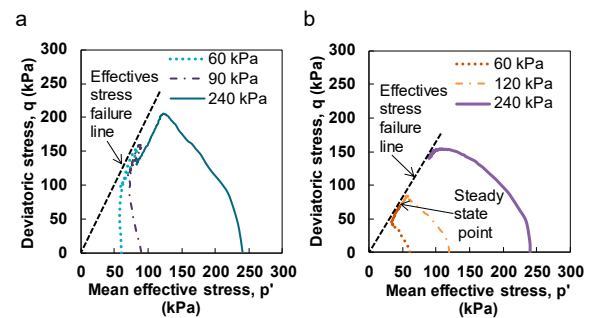 a
300
250
200
150
100
50
0
Deviatoric stress, q (kPa)
Effectives
stress
failure
line
60 kPa
90 kPa
240 kPa
0 50 100 150 200 250 300
Mean effective stress, p'
(kPa)
b
300
250
200
150
100
50
0
Deviatoric stress, q (kPa)
Effectives
stress
failure
line
60 kPa
120 kPa
240 kPa
Steady
state
point
0 50 100 150 200 250 300
Mean effective stress, p'
(kPa)